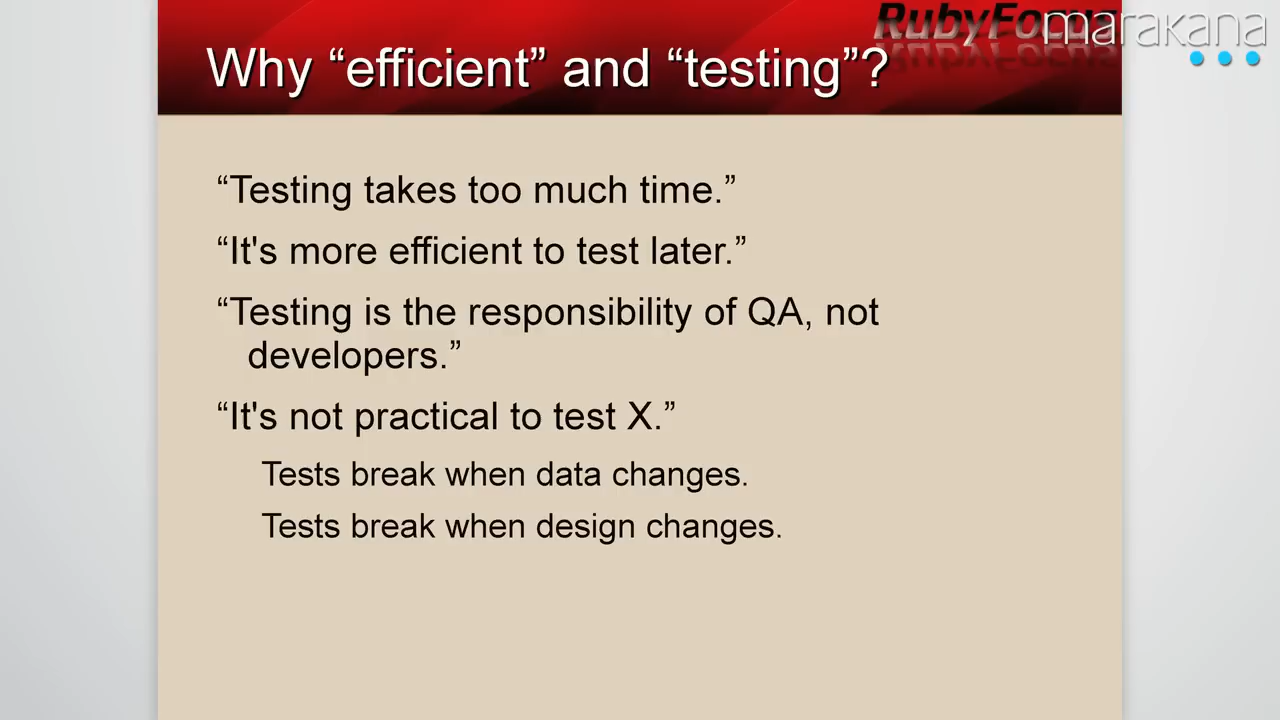 RubyFocus
marakana
Why “efficient” and “testing”?
“Testing takes too much time.”
“It's more efficient to test later.”
“Testing is the responsibility of QA, not
developers.”
“It's not practical to test X.”
Tests break when data changes.
Tests break when design changes.